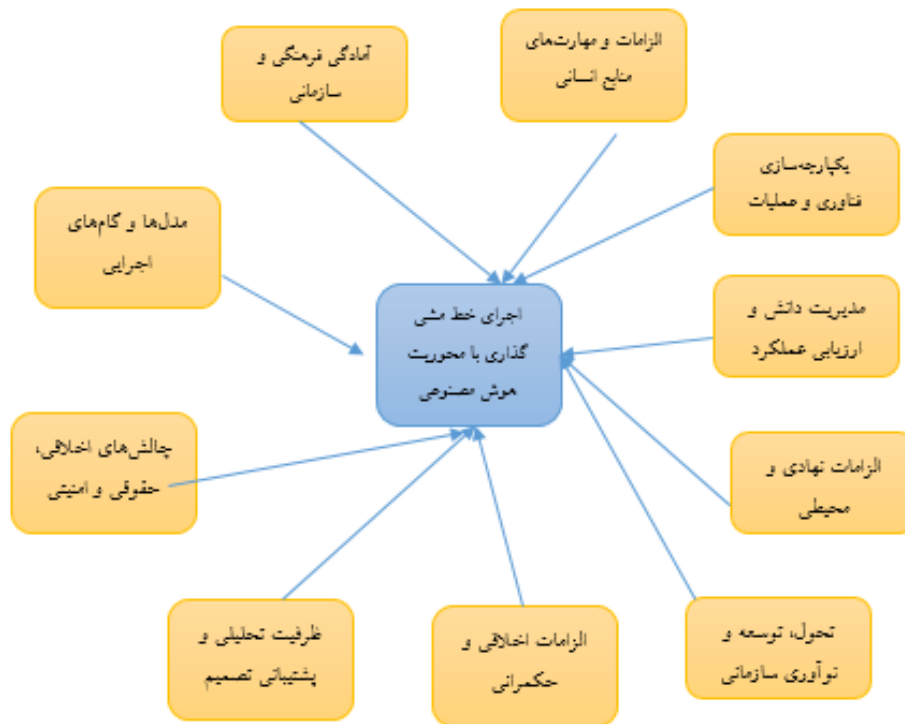 الزامات و مهارت‌های
منابع انسانی
آمادگی فرهنگی و
سازمانی
یکپارچه‌سازی
فناوری و عملیات
مدل‌ها و گام‌های
اجرایی
مدیریت دانش و
ارزیابی عملکرد
اجرای خط مشی
گذاری با محوریت
هوش مصنوعی
چالش‌های اخلاقی،
حقوقی و امنیتی
الزامات نهادی و
محیطی
تحول، توسعه و
نوآوری سازمانی
الزامات اخلاقی و
حکمرانی
ظرفیت تحلیلی و
پشتیبانی تصمیم